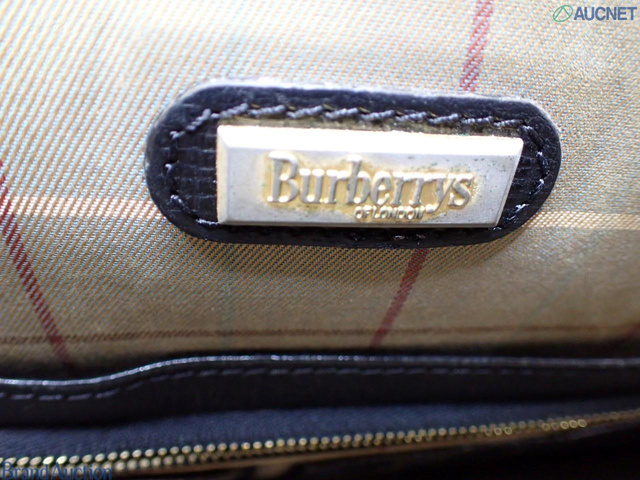 AUCNET
Burberrys
OF LONDON
Brand Auction